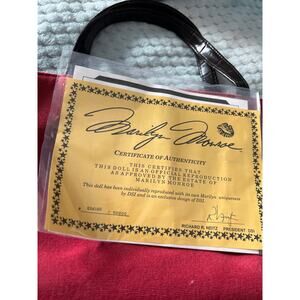 Marilyn Monroe
CERTIFICATE OF AUTHENTICITY
THIS CERTIFIES THAT
THIS DOLL IS AN OFFICIAL REPRODUCTION
AS APPROVED BY THE ESTATE OF
MARILYN MONROE
This doll has been individually reproduced with its own Marilyn uniqueness
by DSI and is an exclusive design of DSI.
RICHARD R. NEITZ PRESIDENT DSI